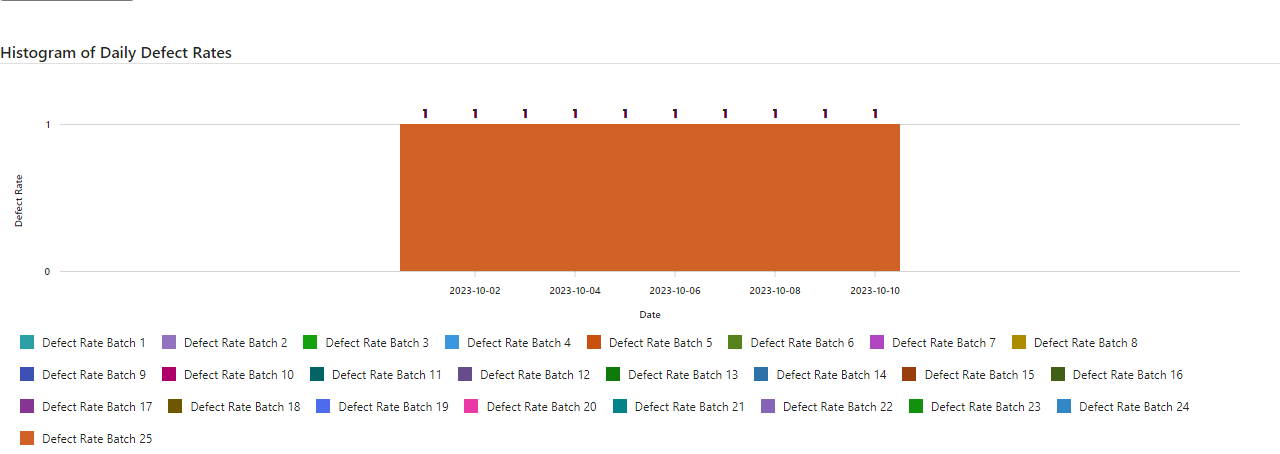 Histogram of Daily Defect Rates
1 1 1 1 1 1 1 1 1 1
1
Defect Rate
0
2023-10-02 2023-10-04 2023-10-06 2023-10-08 2023-10-10
Date
Defect Rate Batch 1 Defect Rate Batch 2 Defect Rate Batch 3 Defect Rate Batch 4 Defect Rate Batch 5 Defect Rate Batch 6 Defect Rate Batch 7 Defect Rate Batch 8
Defect Rate Batch 9 Defect Rate Batch 10 Defect Rate Batch 11 Defect Rate Batch 12 Defect Rate Batch 13 Defect Rate Batch 14 Defect Rate Batch 15 Defect Rate Batch 16
Defect Rate Batch 17 Defect Rate Batch 18 Defect Rate Batch 19 Defect Rate Batch 20 Defect Rate Batch 21 Defect Rate Batch 22 Defect Rate Batch 23 Defect Rate Batch 24
Defect Rate Batch 25